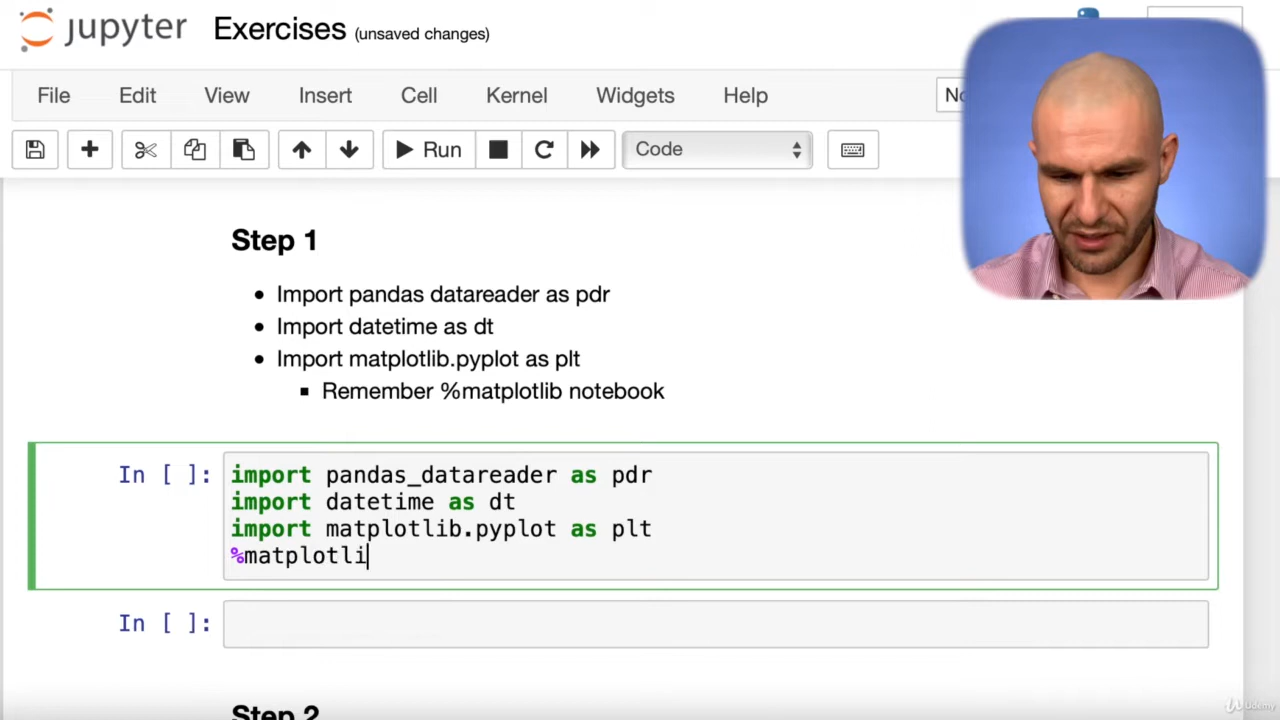 jupyter Exercises (unsaved changes)
File Edit View Insert Cell Kernel Widgets Help
Run Code
Step 1
• Import pandas datareader as pdr
• Import datetime as dt
• Import matplotlib.pyplot as plt
▪ Remember %matplotlib notebook
In [ ]: import pandas_datareader as pdr
import datetime as dt
import matplotlib.pyplot as plt
%matplotli
In [ ]:
Step 2
Udemy